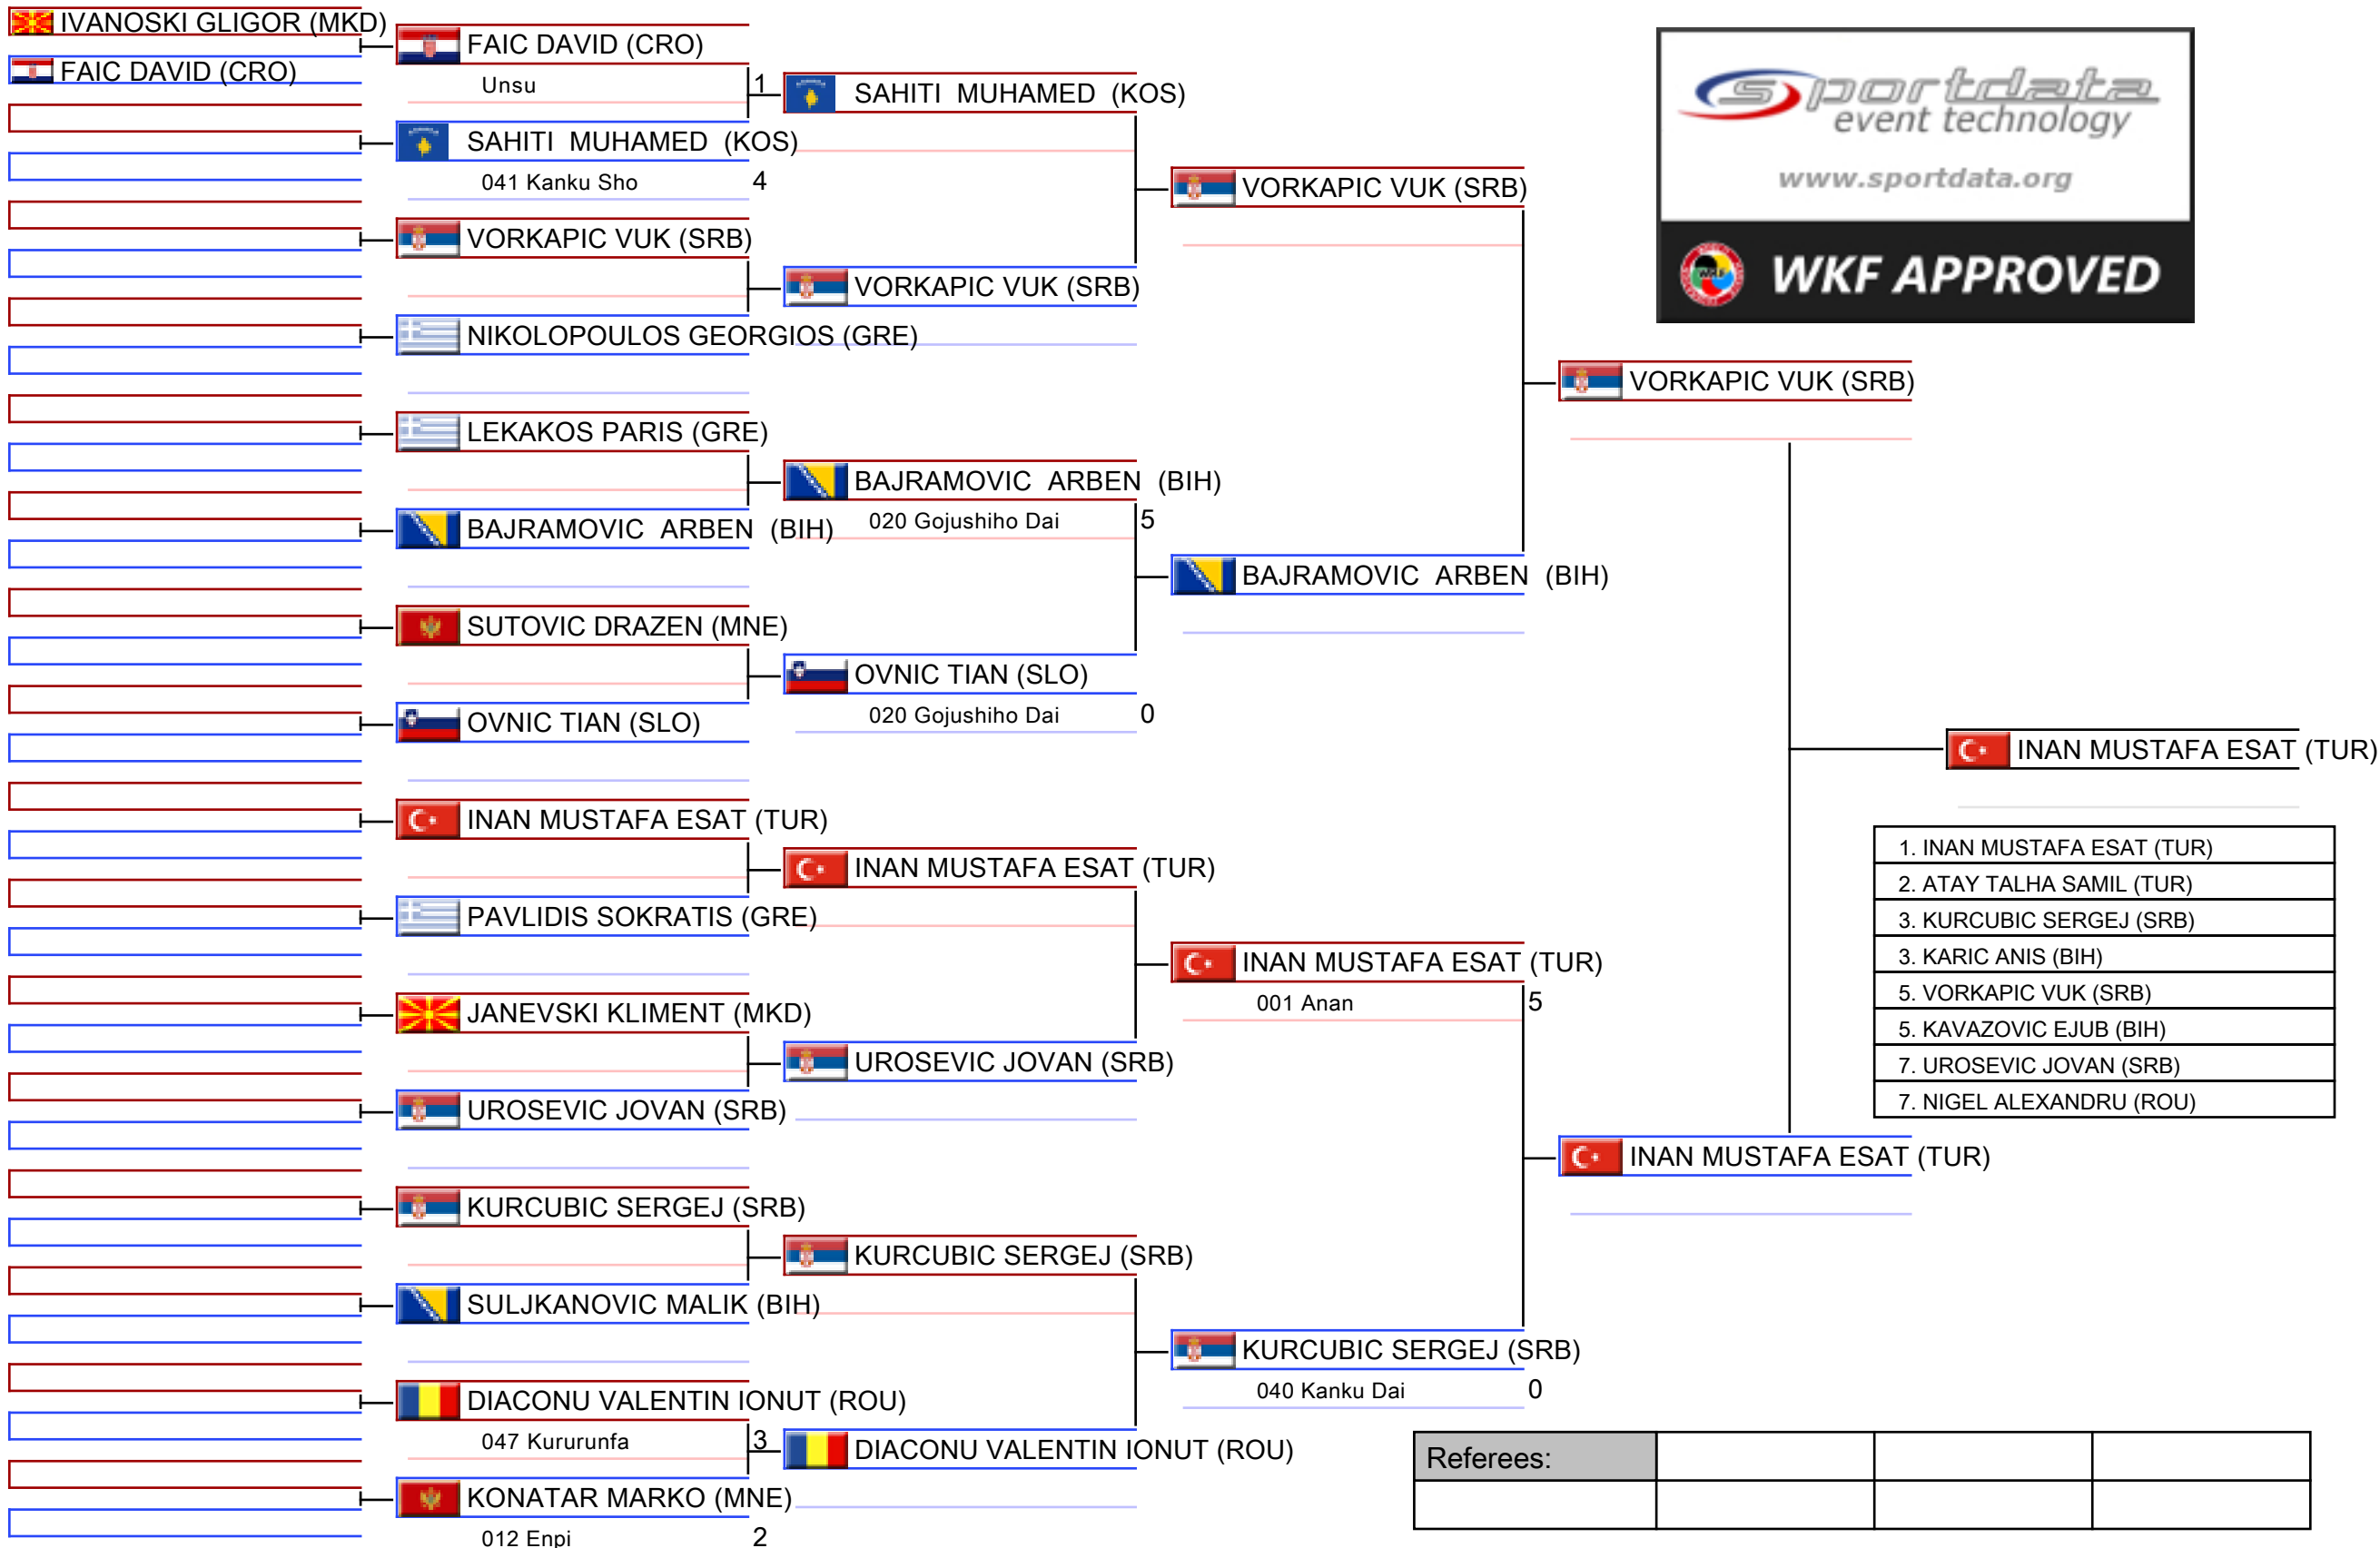 IVANOSKI GLIGOR (MKD)
FAIC DAVID (CRO)
FAIC DAVID (CRO)
Unsu
1
SAHITI  MUHAMED  (KOS)
041 Kanku Sho
4
VORKAPIC VUK (SRB)
NIKOLOPOULOS GEORGIOS (GRE)
LEKAKOS PARIS (GRE)
BAJRAMOVIC  ARBEN  (BIH)
SUTOVIC DRAZEN (MNE)
OVNIC TIAN (SLO)
INAN MUSTAFA ESAT (TUR)
PAVLIDIS SOKRATIS (GRE)
JANEVSKI KLIMENT (MKD)
UROSEVIC JOVAN (SRB)
KURCUBIC SERGEJ (SRB)
SULJKANOVIC MALIK (BIH)
DIACONU VALENTIN IONUT (ROU)
047 Kururunfa
3
KONATAR MARKO (MNE)
012 Enpi
2
SAHITI  MUHAMED  (KOS)
VORKAPIC VUK (SRB)
BAJRAMOVIC  ARBEN  (BIH)
020 Gojushiho Dai
5
OVNIC TIAN (SLO)
020 Gojushiho Dai
0
INAN MUSTAFA ESAT (TUR)
UROSEVIC JOVAN (SRB)
KURCUBIC SERGEJ (SRB)
DIACONU VALENTIN IONUT (ROU)
VORKAPIC VUK (SRB)
BAJRAMOVIC  ARBEN  (BIH)
INAN MUSTAFA ESAT (TUR)
001 Anan
5
KURCUBIC SERGEJ (SRB)
040 Kanku Dai
0
VORKAPIC VUK (SRB)
INAN MUSTAFA ESAT (TUR)
INAN MUSTAFA ESAT (TUR)
sportdata
event technology
www.sportdata.org
WKF
WKF APPROVED
1. INAN MUSTAFA ESAT (TUR)
2. ATAY TALHA SAMIL (TUR)
3. KURCUBIC SERGEJ (SRB)
3. KARIC ANIS (BIH)
5. VORKAPIC VUK (SRB)
5. KAVAZOVIC EJUB (BIH)
7. UROSEVIC JOVAN (SRB)
7. NIGEL ALEXANDRU (ROU)
Referees: